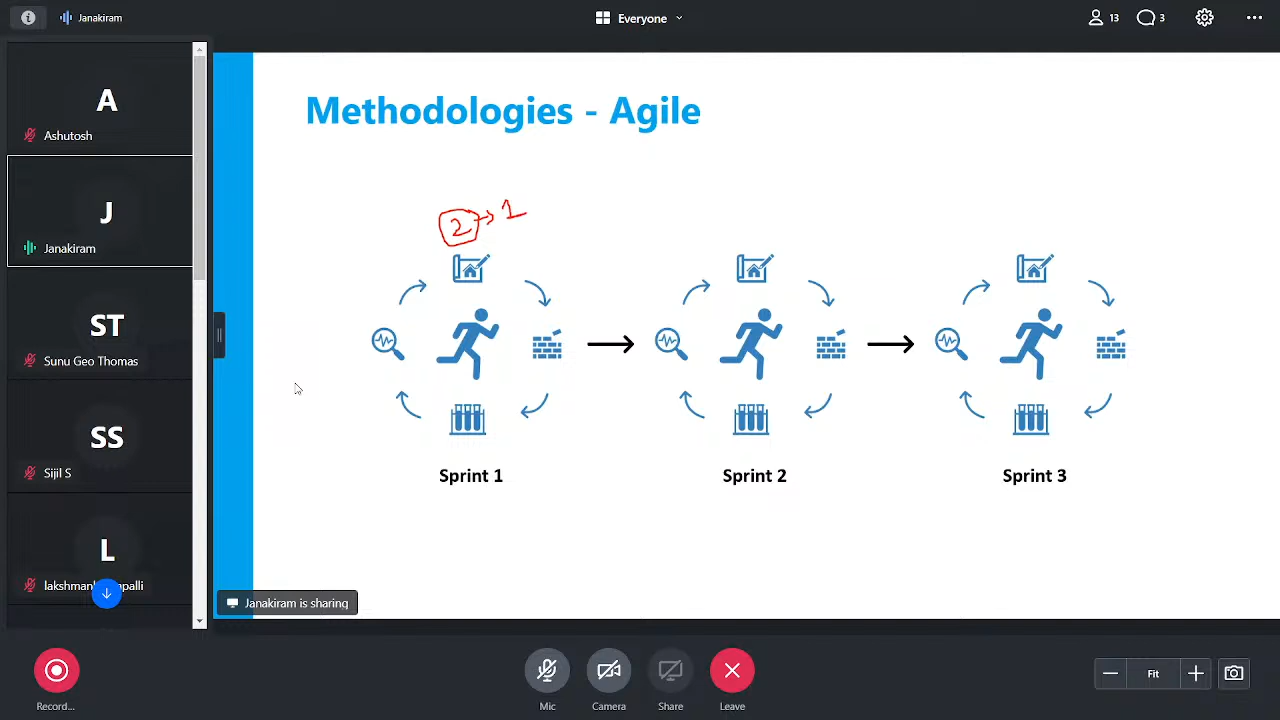 Janakiram
Everyone
13
3
A
Ashutosh
J
Janakiram
ST
Sunu Geo Thomas
SS
Sijil S
L
Methodologies - Agile
2 → 1
Sprint 1
Sprint 2
Sprint 3
Janakiram is sharing
Record...
Mic
Camera
Share
Leave
Fit